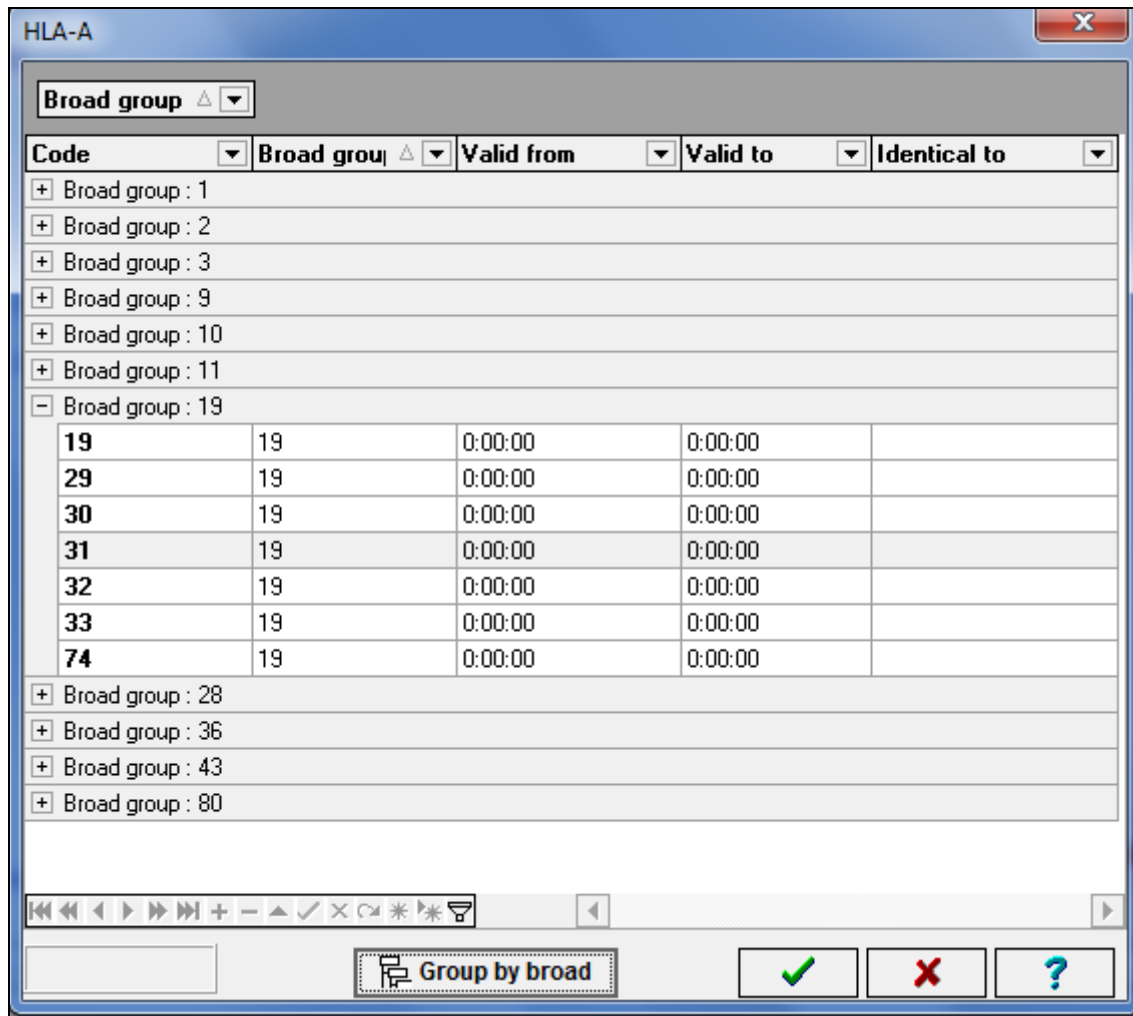 HLA-A
Broad group
Code Broad grou Valid from Valid to Identical to
Broad group : 1
Broad group : 2
Broad group : 3
Broad group : 9
Broad group : 10
Broad group : 11
Broad group : 19
19 19 0:00:00 0:00:00
29 19 0:00:00 0:00:00
30 19 0:00:00 0:00:00
31 19 0:00:00 0:00:00
32 19 0:00:00 0:00:00
33 19 0:00:00 0:00:00
74 19 0:00:00 0:00:00
Broad group : 28
Broad group : 36
Broad group : 43
Broad group : 80
Group by broad ?